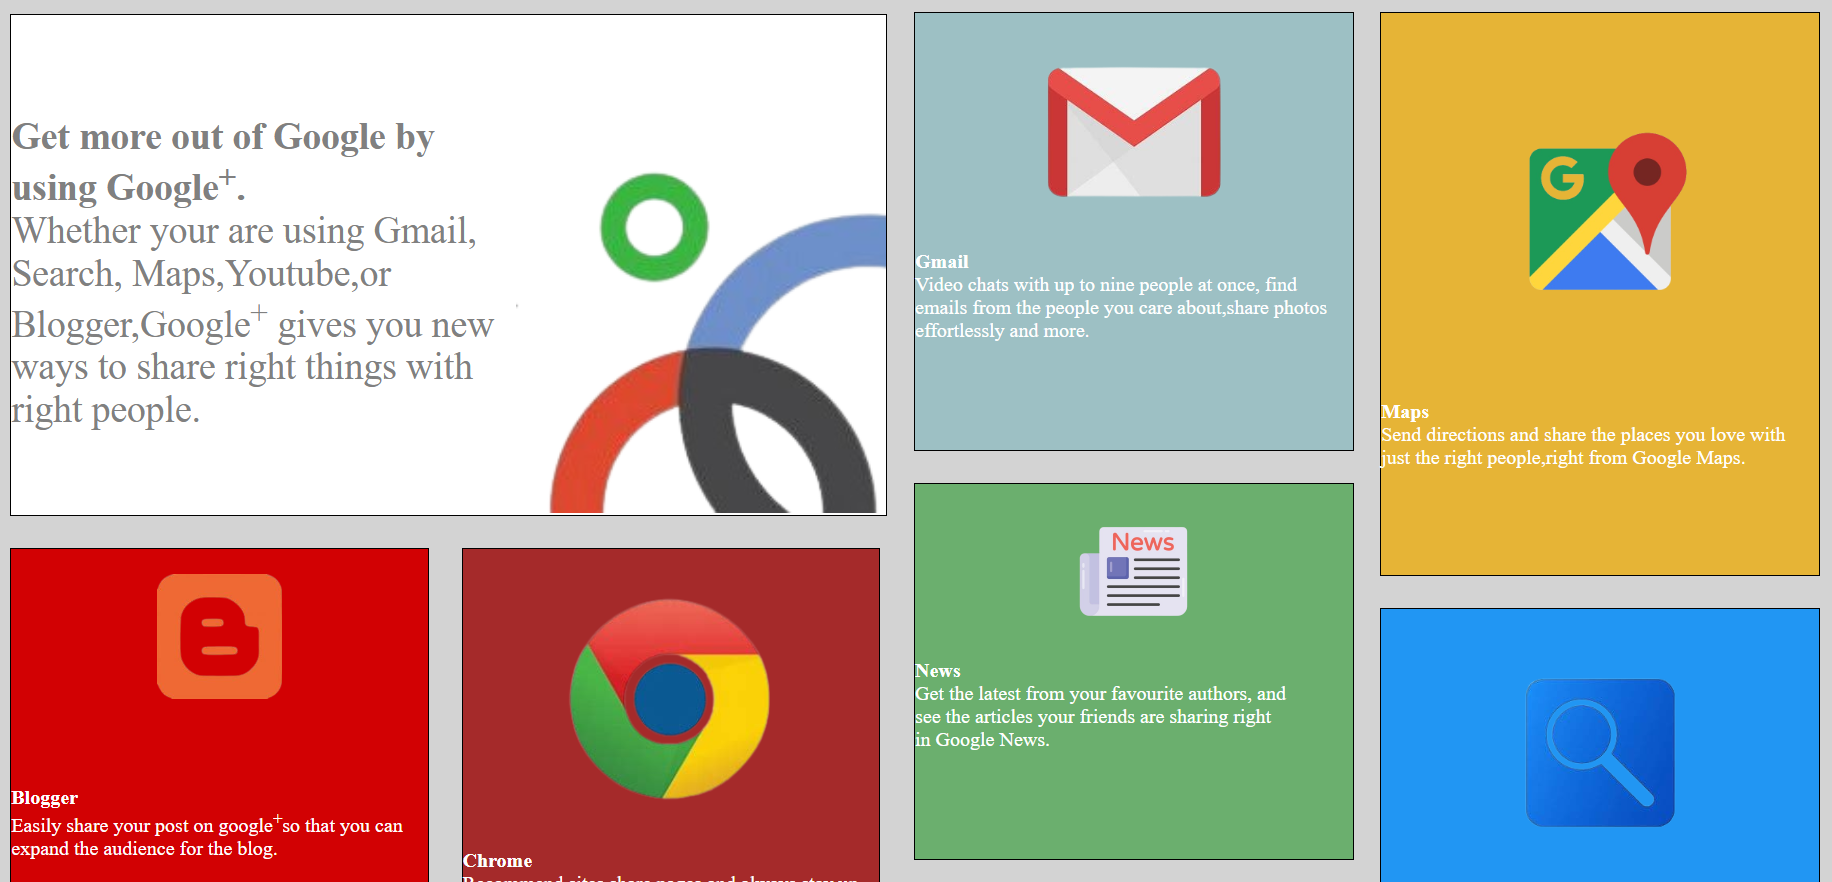 Get more out of Google by
using Google+.
Whether your are using Gmail,
Search, Maps,Youtube,or
Blogger,Google+ gives you new
ways to share right things with
right people.
Gmail
Video chats with up to nine people at once, find
emails from the people you care about,share photos
effortlessly and more.
Maps
Send directions and share the places you love with
just the right people,right from Google Maps.
G
News
News
Get the latest from your favourite authors, and
see the articles your friends are sharing right
in Google News.
Blogger
Easily share your post on google+so that you can
expand the audience for the blog.
Chrome